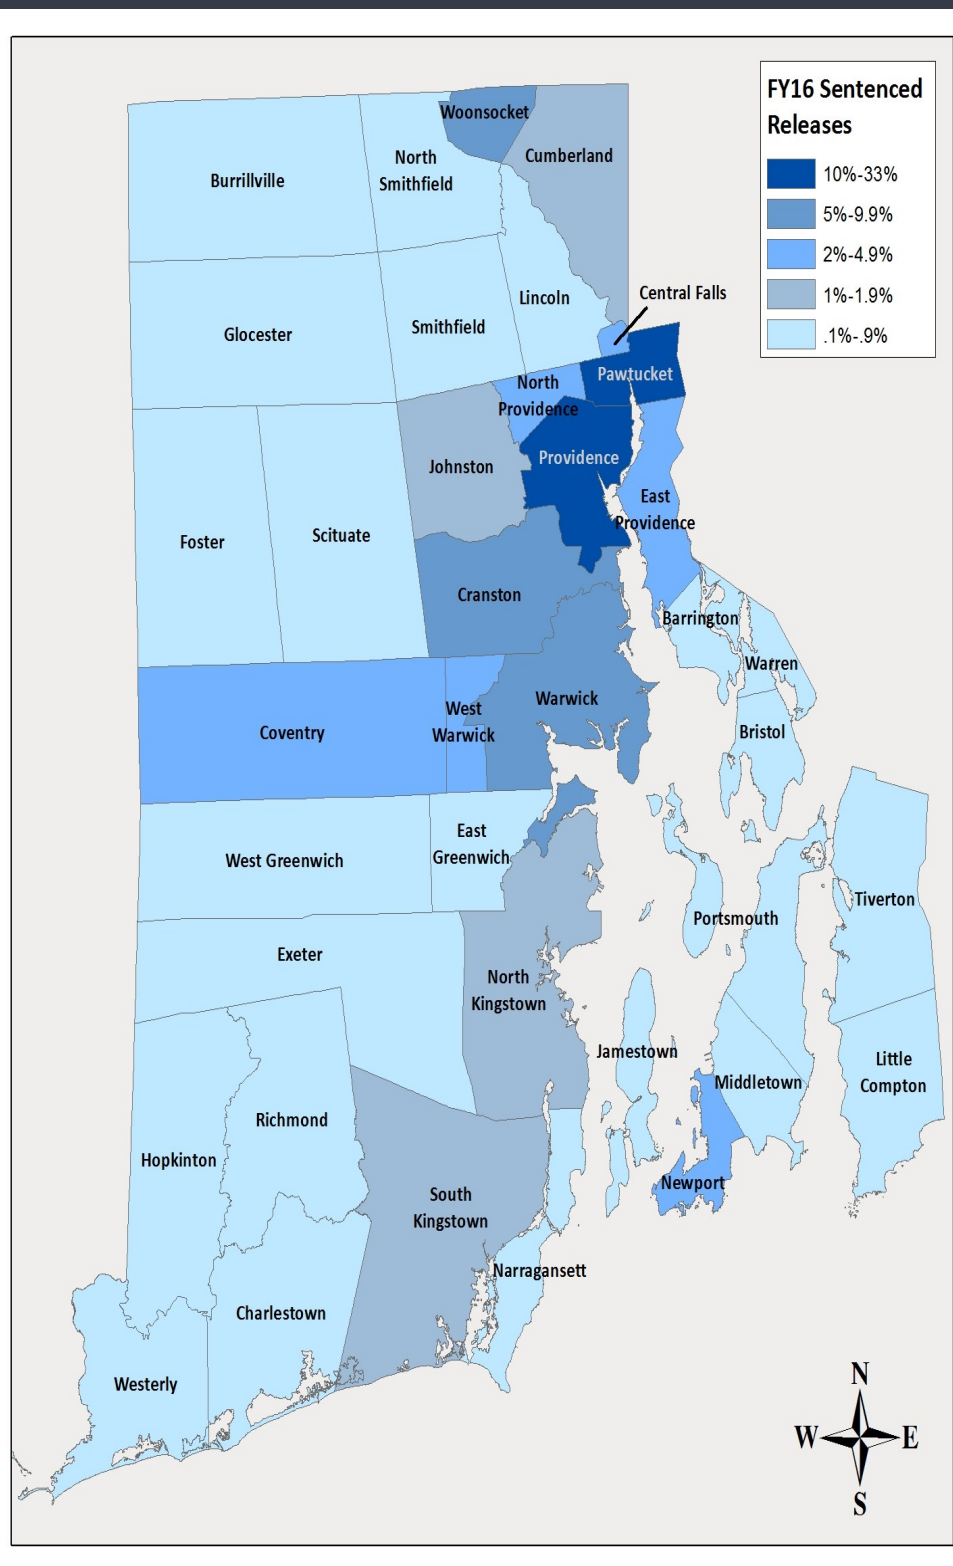 FY16 Sentenced
Releases
10%-33%
5%-9.9%
2%-4.9%
1%-1.9%
.1%-.9%
Woonsocket
Cumberland
North
Smithfield
Burrillville
Central Falls
Lincoln
Smithfield
Glocester
Pawtucket
North
Providence
Providence
Johnston
East
Providence
Scituate
Foster
Cranston
Barrington
Warren
Warwick
West
Warwick
Coventry
Bristol
East
Greenwich
West Greenwich
Tiverton
Portsmouth
Exeter
North
Kingstown
Jamestown
Little
Compton
Middletown
Richmond
Hopkinton
Newport
South
Kingstown
Narragansett
Charlestown
Westerly
N
W
E
S